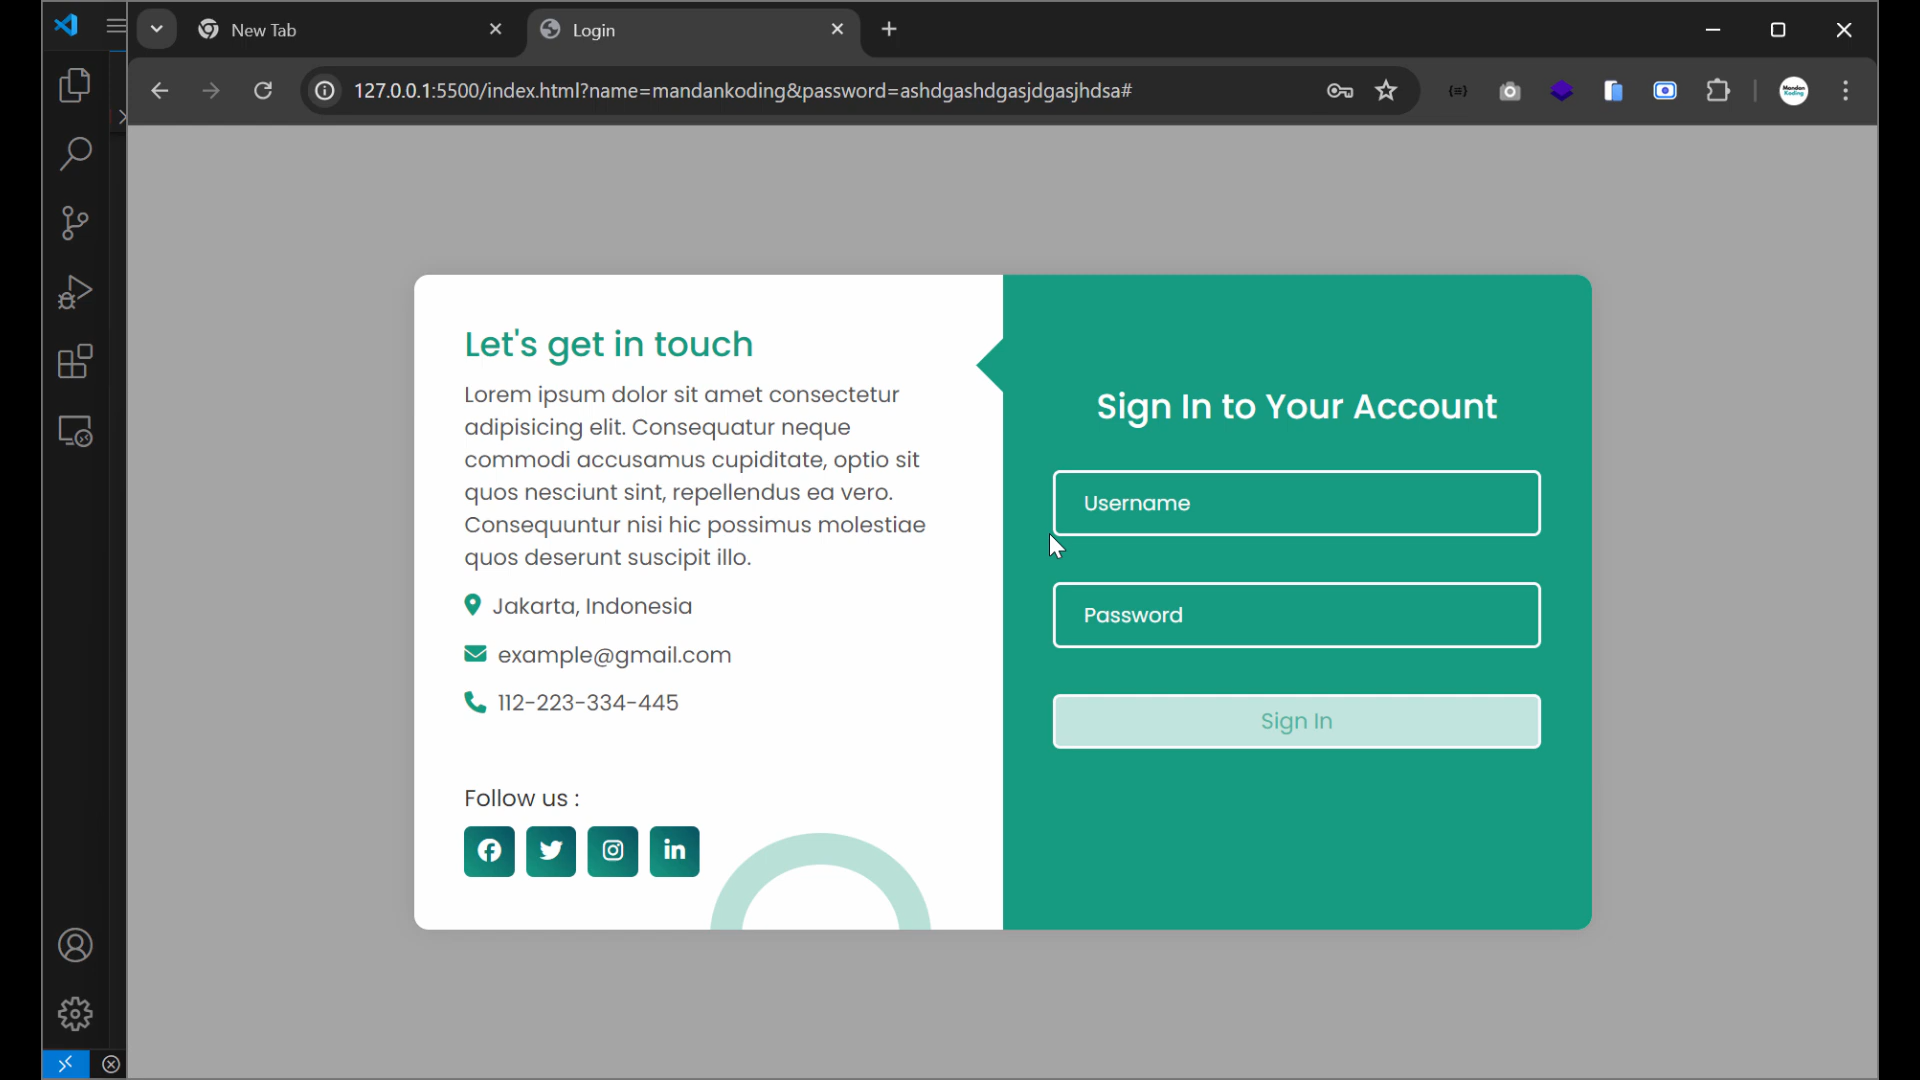 New Tab
Login
127.0.0.1:5500/index.html?name=mandankoding&password=ashdgashdgasjdgasjhdsa#
Mandan
Koding
Let's get in touch
Lorem ipsum dolor sit amet consectetur
adipisicing elit. Consequatur neque
commodi accusamus cupiditate, optio sit
quos nesciunt sint, repellendus ea vero.
Consequuntur nisi hic possimus molestiae
quos deserunt suscipit illo.
Jakarta, Indonesia
example@gmail.com
112-223-334-445
Follow us :
Sign In to Your Account
Username
Password
Sign In